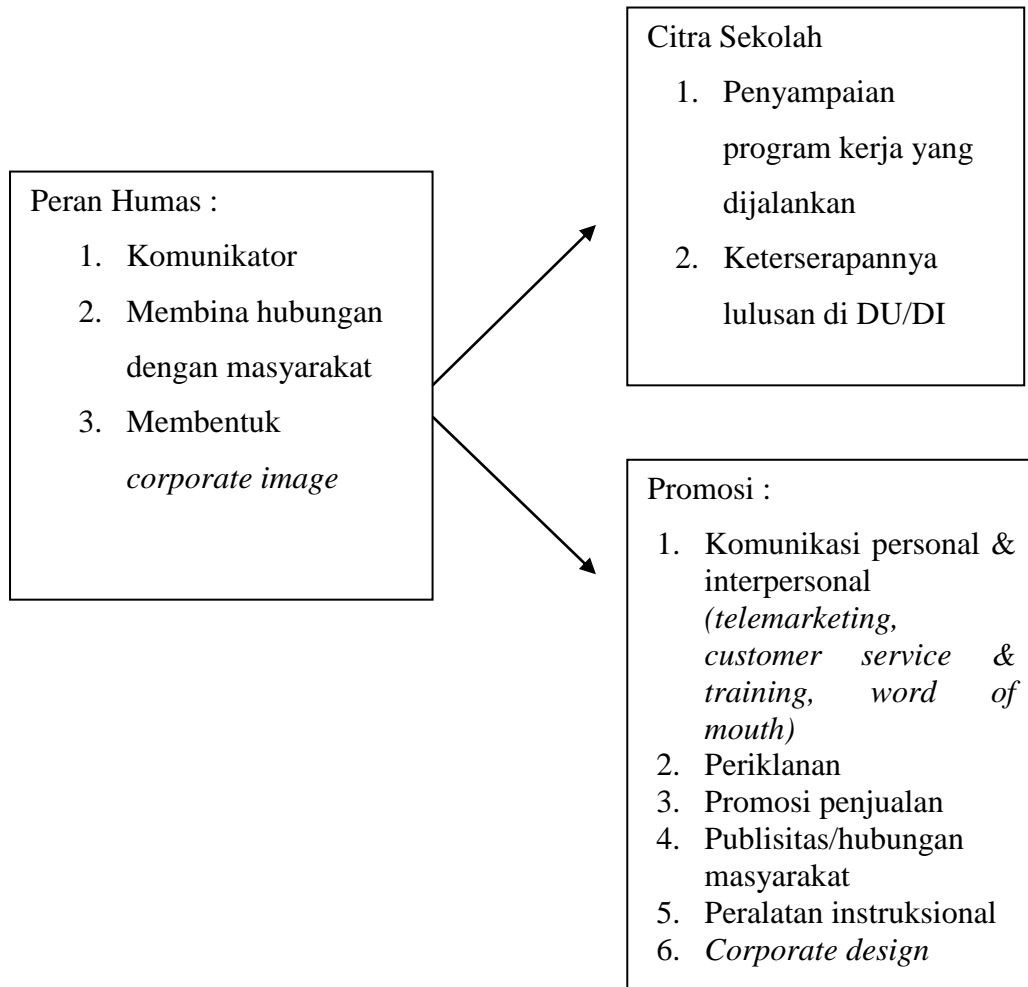 Peran Humas :
1. Komunikator
2. Membina hubungan
dengan masyarakat
3. Membentuk
corporate image
Citra Sekolah
1. Penyampaian
program kerja yang
dijalankan
2. Keterserapannya
lulusan di DU/DI
Promosi :
1. Komunikasi personal &
interpersonal
(telemarketing,
customer service &
training, word of
mouth)
2. Periklanan
3. Promosi penjualan
4. Publisitas/hubungan
masyarakat
5. Peralatan instruksional
6. Corporate design